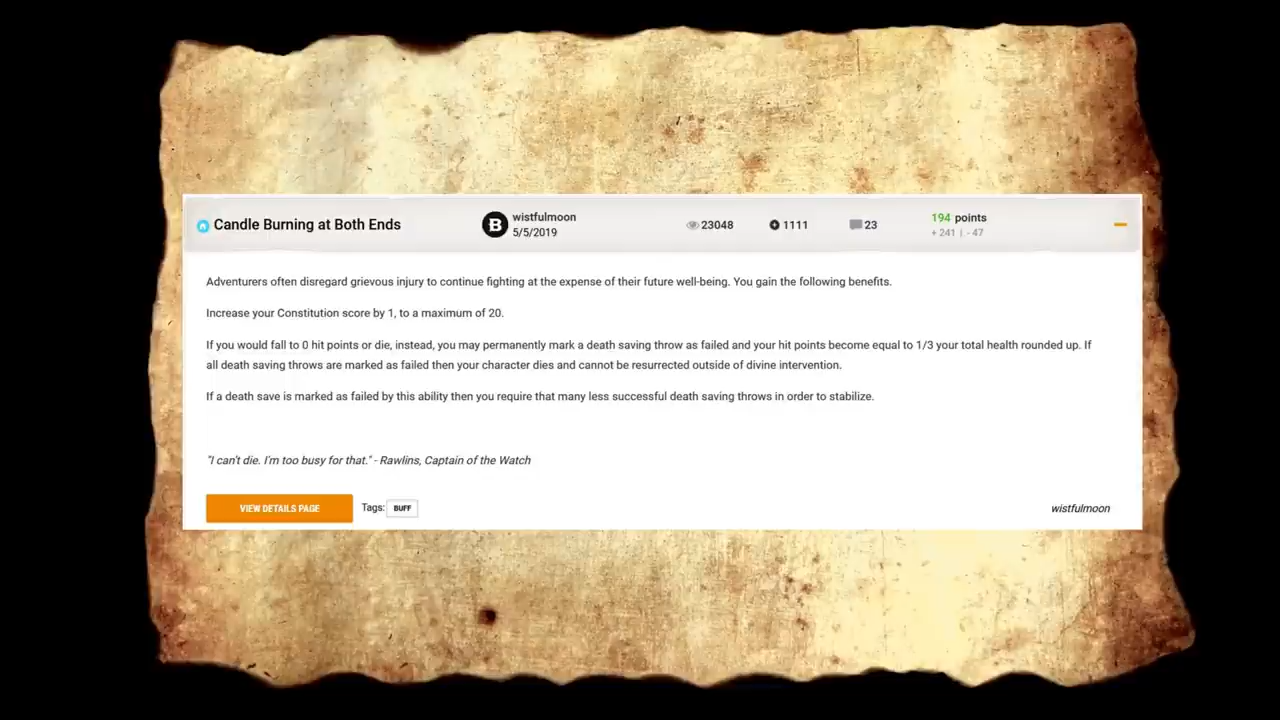 Candle Burning at Both Ends
wistfulmoon
5/5/2019
23048
1111
23
194 points
+ 241 | - 47
Adventurers often disregard grievous injury to continue fighting at the expense of their future well-being. You gain the following benefits.
Increase your Constitution score by 1, to a maximum of 20.
If you would fall to 0 hit points or die, instead, you may permanently mark a death saving throw as failed and your hit points become equal to 1/3 your total health rounded up. If
all death saving throws are marked as failed then your character dies and cannot be resurrected outside of divine intervention.
If a death save is marked as failed by this ability then you require that many less successful death saving throws in order to stabilize.
"I can't die. I'm too busy for that." - Rawlins, Captain of the Watch
VIEW DETAILS PAGE
Tags: BUFF
wistfulmoon